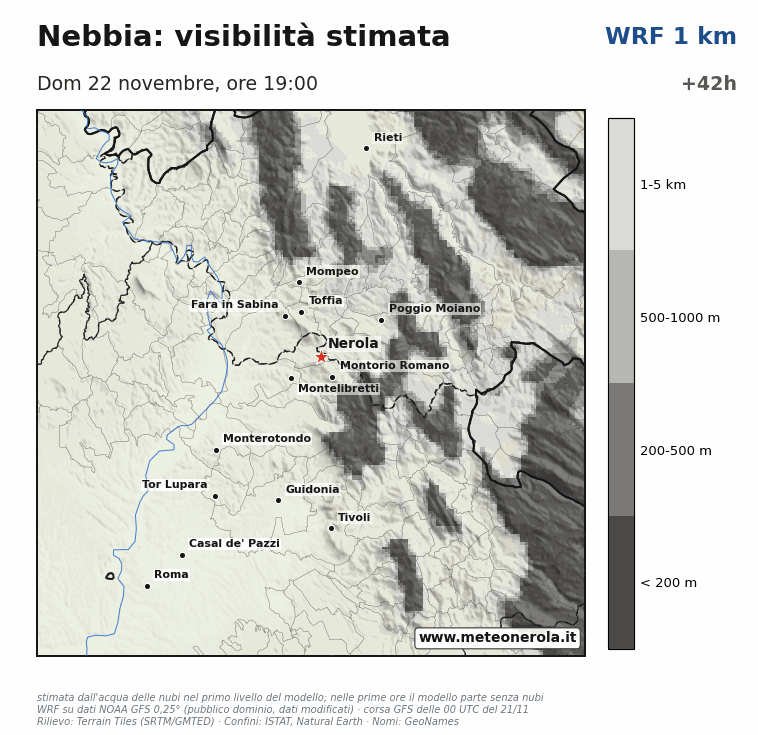 Nebbia: visibilità stimata
WRF 1 km
Dom 22 novembre, ore 19:00
+42h
Rieti
Mompeo
Toffia
Fara in Sabina
Poggio Moiano
Nerola
Montorio Romano
Montelibretti
Monterotondo
Tor Lupara
Guidonia
Tivoli
Casal de' Pazzi
Roma
www.meteonerola.it
1-5 km
500-1000 m
200-500 m
< 200 m
stimata dall'acqua delle nubi nel primo livello del modello; nelle prime ore il modello parte senza nubi
WRF su dati NOAA GFS 0,25° (pubblico dominio, dati modificati) · corsa GFS delle 00 UTC del 21/11
Rilievo: Terrain Tiles (SRTM/GMTED) · Confini: ISTAT, Natural Earth · Nomi: GeoNames